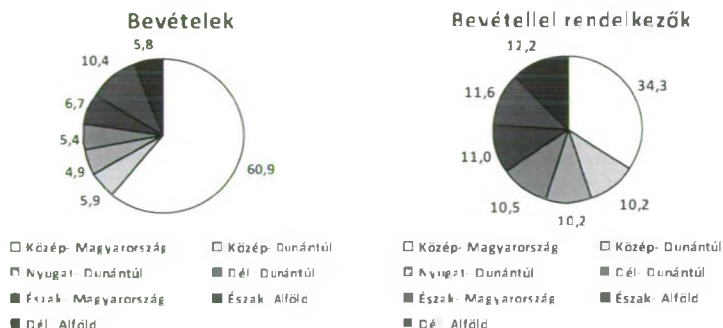 Bevételek
5,8
10,4
6,7
5,4
4,9
5,9
60,9
□ Közép- Magyarország □ Közép- Dunántúl
□ Nyugat- Dunántúl ■ Dél- Dunántúl
■ Észak- Magyarország ■ Észak- Alföld
■ Dél- Alföld
Bevétellel rendelkezők
12,2
34,3
11,6
11,0
10,5
10,2
10,2
□ Közép- Magyarország □ Közép- Dunántúl
□ Nyugat- Dunántúl ■ Dél- Dunántúl
■ Észak- Magyarország ■ Észak- Alföld
■ Dél- Alföld